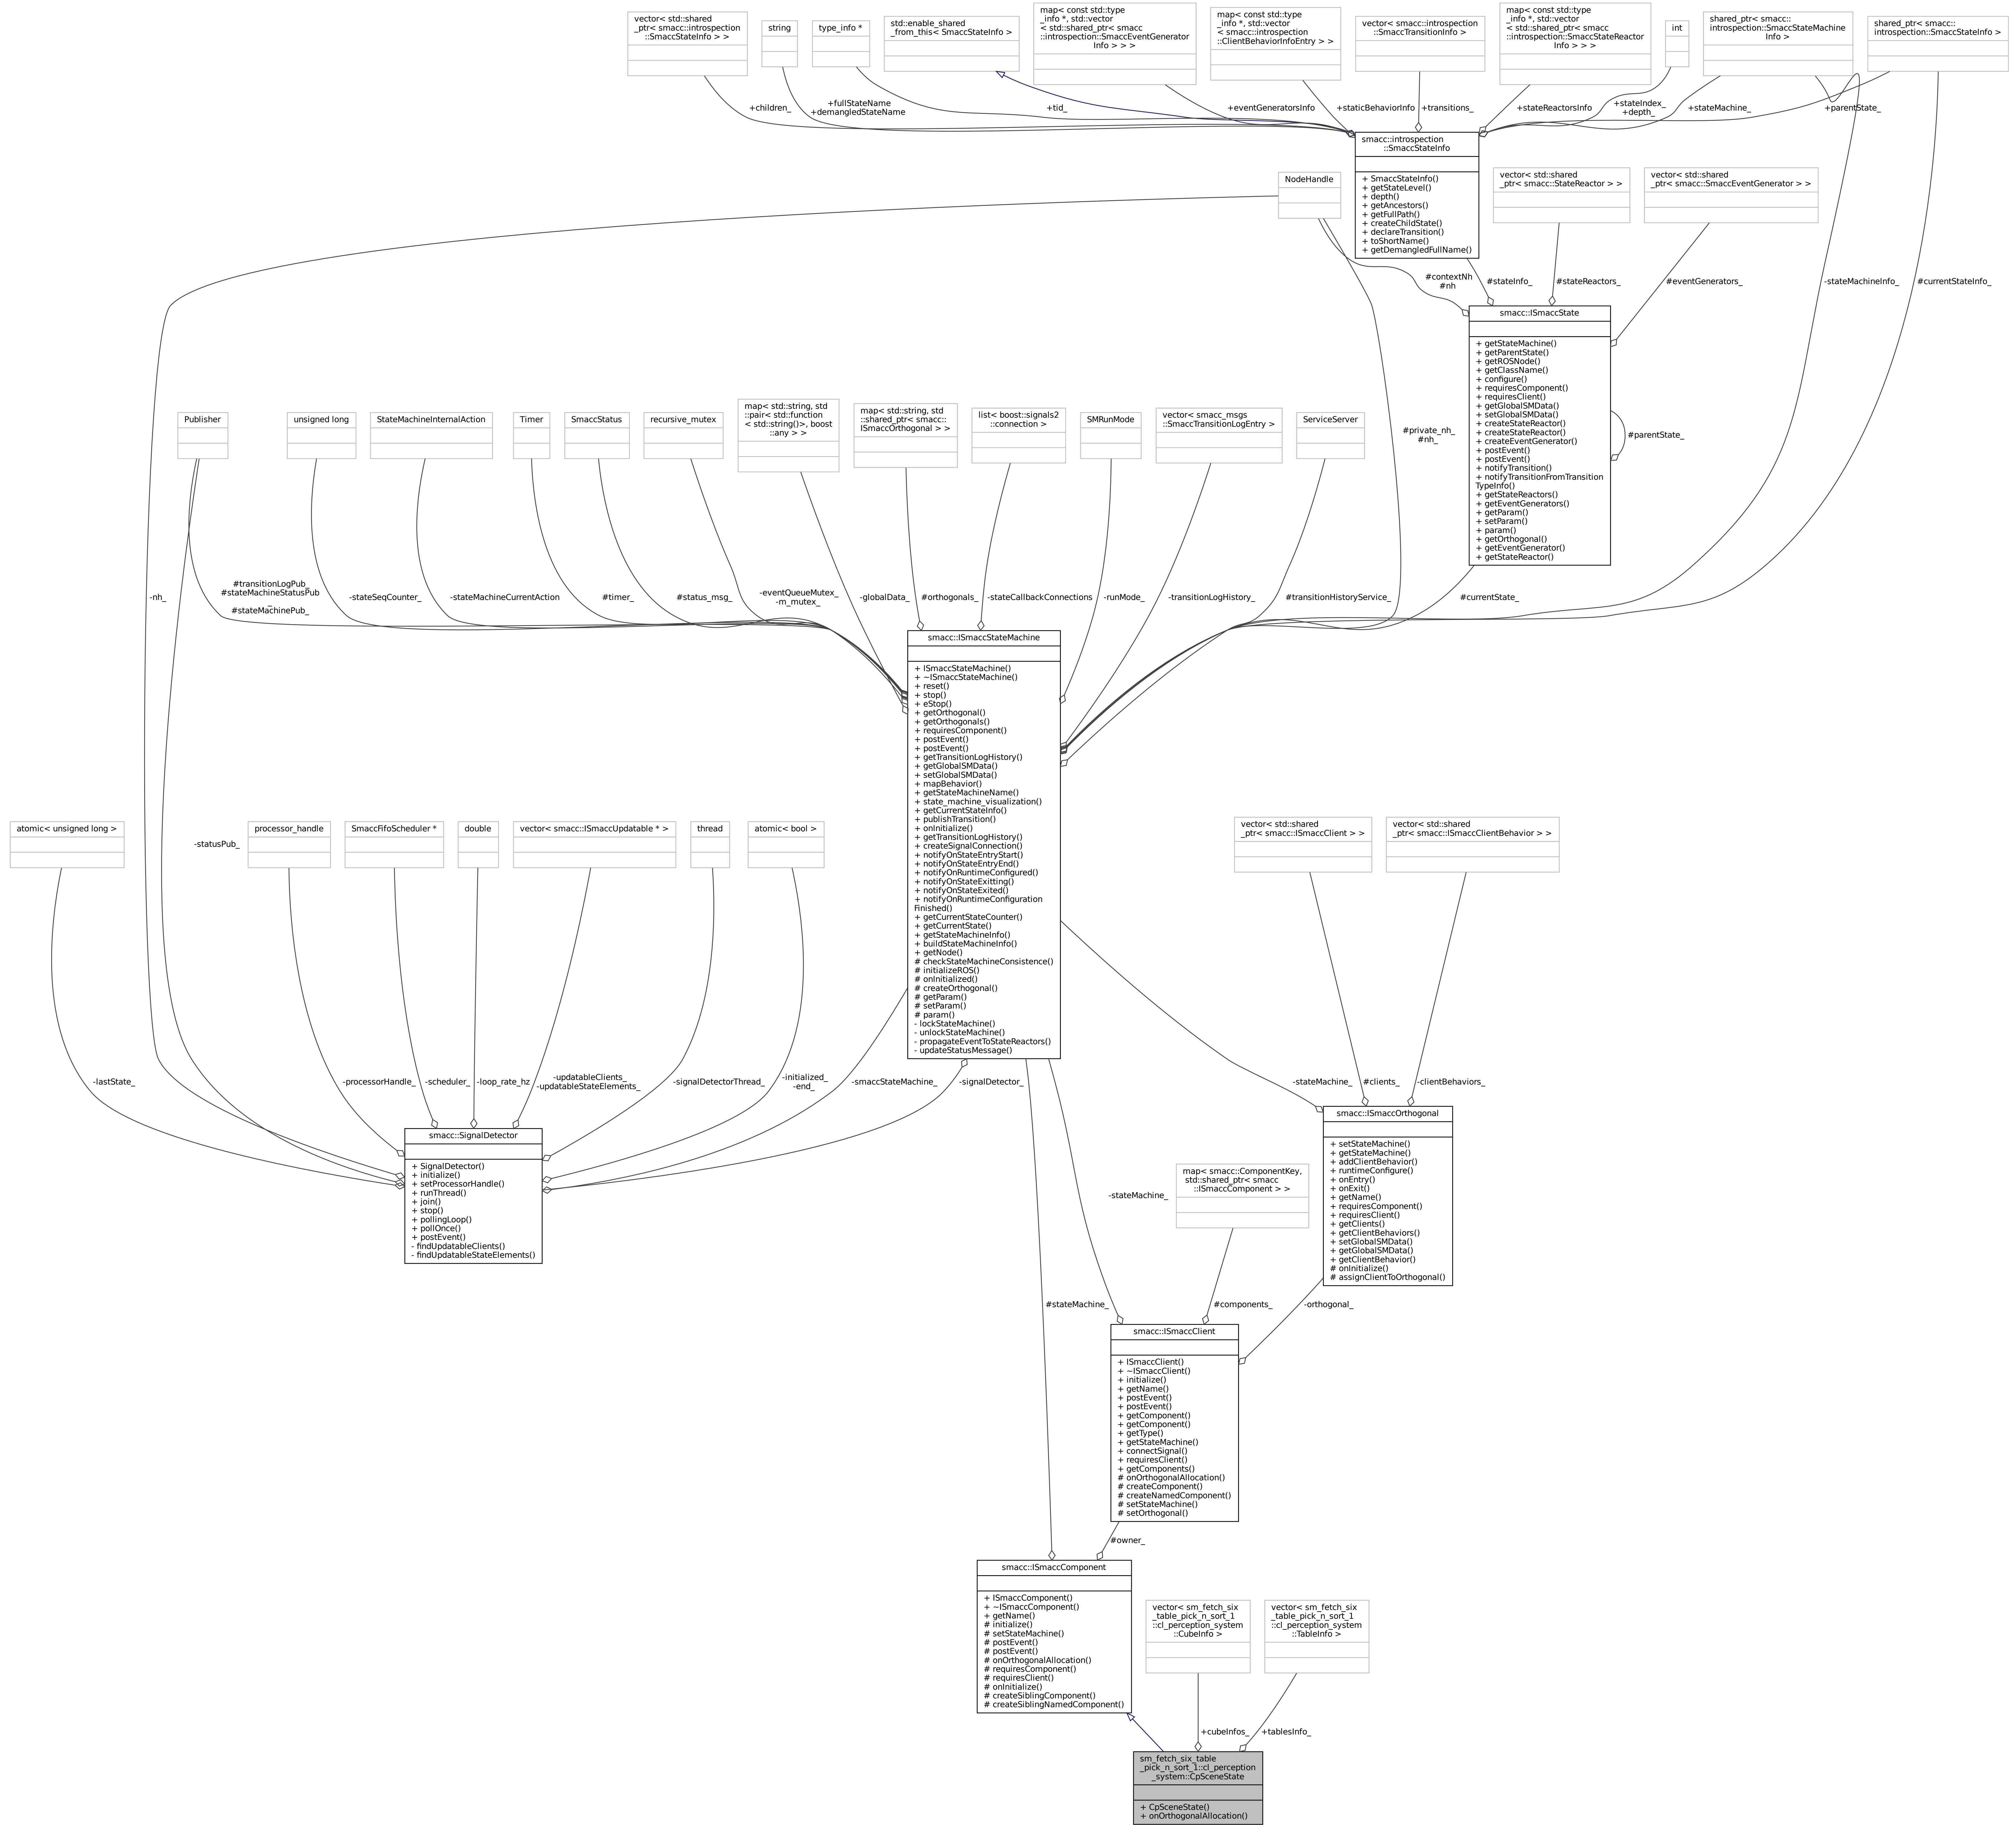 vector< std::shared
_ptr< smacc::introspection
::SmaccStateInfo > >
string
type_info *
std::enable_shared
_from_this< SmaccStateInfo >
map< const std::type
_info *, std::vector
< std::shared_ptr< smacc
::introspection::SmaccEventGenerator
Info > > >
map< const std::type
_info *, std::vector
< smacc::introspection
::ClientBehaviorInfoEntry > >
vector< smacc::introspection
::SmaccTransitionInfo >
map< const std::type
_info *, std::vector
< std::shared_ptr< smacc
::introspection::SmaccStateReactor
Info > > >
int
shared_ptr< smacc::
introspection::SmaccStateMachine
Info >
shared_ptr< smacc::
introspection::SmaccStateInfo >
+children_
+fullStateName
+demangledStateName
+tid_
+eventGeneratorsInfo
+staticBehaviorInfo
+transitions_
+stateReactorsInfo
+stateIndex_
+depth_
+stateMachine_
+parentState_
smacc::introspection
::SmaccStateInfo
+ SmaccStateInfo()
+ getStateLevel()
+ depth()
+ getAncestors()
+ getFullPath()
+ createChildState()
+ declareTransition()
+ toShortName()
+ getDemangledFullName()
NodeHandle
vector< std::shared
_ptr< smacc::StateReactor > >
vector< std::shared
_ptr< smacc::SmaccEventGenerator > >
#contextNh
#nh
#stateInfo_
#stateReactors_
#eventGenerators_
-stateMachineInfo_
#currentStateInfo_
smacc::ISmaccState
+ getStateMachine()
+ getParentState()
+ getROSNode()
+ getClassName()
+ configure()
+ requiresComponent()
+ requiresClient()
+ getGlobalSMData()
+ setGlobalSMData()
+ createStateReactor()
+ createStateReactor()
+ createEventGenerator()
+ postEvent()
+ postEvent()
+ notifyTransition()
+ notifyTransitionFromTransition
TypeInfo()
+ getStateReactors()
+ getEventGenerators()
+ getParam()
+ setParam()
+ param()
+ getOrthogonal()
+ getEventGenerator()
+ getStateReactor()
#parentState_
Publisher
unsigned long
StateMachineInternalAction
Timer
SmaccStatus
recursive_mutex
map< std::string, std
::pair< std::function
< std::string()>, boost
::any > >
map< std::string, std
::shared_ptr< smacc::
ISmaccOrthogonal > >
list< boost::signals2
::connection >
SMRunMode
vector< smacc_msgs
::SmaccTransitionLogEntry >
ServiceServer
#private_nh_
#nh_
-nh_
#transitionLogPub_
#stateMachineStatusPub
_
#stateMachinePub_
-stateSeqCounter_
-stateMachineCurrentAction
#timer_
#status_msg_
-eventQueueMutex_
-m_mutex_
-globalData_
#orthogonals_
-stateCallbackConnections
-runMode_
-transitionLogHistory_
#transitionHistoryService_
#currentState_
smacc::ISmaccStateMachine
+ ISmaccStateMachine()
+ ~ISmaccStateMachine()
+ reset()
+ stop()
+ eStop()
+ getOrthogonal()
+ getOrthogonals()
+ requiresComponent()
+ postEvent()
+ postEvent()
+ getTransitionLogHistory()
+ getGlobalSMData()
+ setGlobalSMData()
+ mapBehavior()
+ getStateMachineName()
+ state_machine_visualization()
+ getCurrentStateInfo()
+ publishTransition()
+ onInitialize()
+ getTransitionLogHistory()
+ createSignalConnection()
+ notifyOnStateEntryStart()
+ notifyOnStateEntryEnd()
+ notifyOnRuntimeConfigured()
+ notifyOnStateExitting()
+ notifyOnStateExited()
+ notifyOnRuntimeConfiguration
Finished()
+ getCurrentStateCounter()
+ getCurrentState()
+ getStateMachineInfo()
+ buildStateMachineInfo()
+ getNode()
# checkStateMachineConsistence()
# initializeROS()
# onInitialized()
# createOrthogonal()
# getParam()
# setParam()
# param()
- lockStateMachine()
- unlockStateMachine()
- propagateEventToStateReactors()
- updateStatusMessage()
atomic< unsigned long >
-statusPub_
processor_handle
SmaccFifoScheduler *
double
vector< smacc::ISmaccUpdatable * >
thread
atomic< bool >
vector< std::shared
_ptr< smacc::ISmaccClient > >
vector< std::shared
_ptr< smacc::ISmaccClientBehavior > >
-lastState_
-processorHandle_
-scheduler_
-loop_rate_hz
-updatableClients_
-updatableStateElements_
-signalDetectorThread_
-initialized_
-end_
-smaccStateMachine_
-signalDetector_
-stateMachine_
#clients_
-clientBehaviors_
smacc::SignalDetector
+ SignalDetector()
+ initialize()
+ setProcessorHandle()
+ runThread()
+ join()
+ stop()
+ pollingLoop()
+ pollOnce()
+ postEvent()
- findUpdatableClients()
- findUpdatableStateElements()
smacc::ISmaccOrthogonal
+ setStateMachine()
+ getStateMachine()
+ addClientBehavior()
+ runtimeConfigure()
+ onEntry()
+ onExit()
+ getName()
+ requiresComponent()
+ requiresClient()
+ getClients()
+ getClientBehaviors()
+ setGlobalSMData()
+ getGlobalSMData()
+ getClientBehavior()
# onInitialize()
# assignClientToOrthogonal()
map< smacc::ComponentKey,
std::shared_ptr< smacc
::ISmaccComponent > >
-stateMachine_
#stateMachine_
#components_
-orthogonal_
smacc::ISmaccClient
+ ISmaccClient()
+ ~ISmaccClient()
+ initialize()
+ getName()
+ postEvent()
+ postEvent()
+ getComponent()
+ getComponent()
+ getType()
+ getStateMachine()
+ connectSignal()
+ requiresClient()
+ getComponents()
# onOrthogonalAllocation()
# createComponent()
# createNamedComponent()
# setStateMachine()
# setOrthogonal()
#owner_
smacc::ISmaccComponent
+ ISmaccComponent()
+ ~ISmaccComponent()
+ getName()
# initialize()
# setStateMachine()
# postEvent()
# postEvent()
# onOrthogonalAllocation()
# requiresComponent()
# requiresClient()
# onInitialize()
# createSiblingComponent()
# createSiblingNamedComponent()
vector< sm_fetch_six
_table_pick_n_sort_1
::cl_perception_system
::CubeInfo >
vector< sm_fetch_six
_table_pick_n_sort_1
::cl_perception_system
::TableInfo >
+cubeInfos_
+tablesInfo_
sm_fetch_six_table
_pick_n_sort_1::cl_perception
_system::CpSceneState
+ CpSceneState()
+ onOrthogonalAllocation()